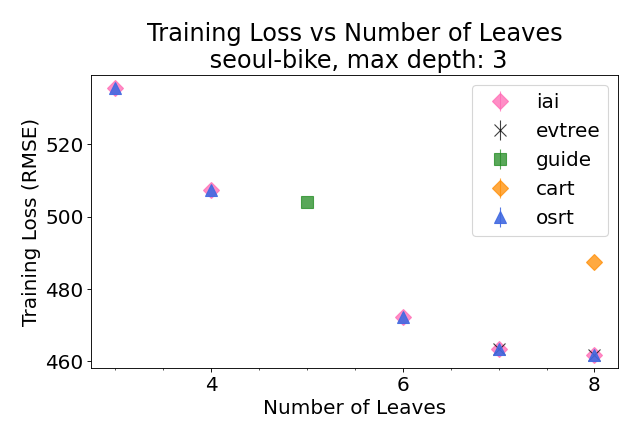 Training Loss vs Number of Leaves
seoul-bike, max depth: 3
Training Loss (RMSE)
520
500
480
460
4
6
8
Number of Leaves
iai
evtree
guide
cart
osrt